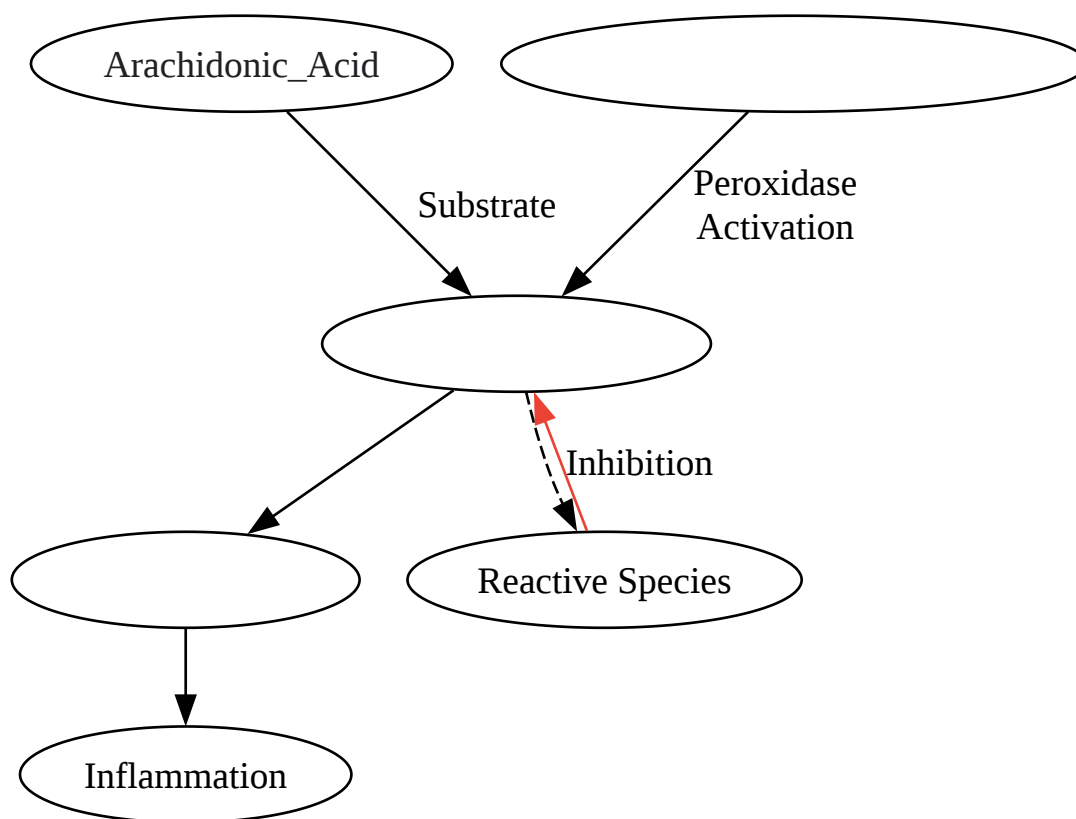 Arachidonic_Acid
Substrate
Peroxidase
Activation
Inhibition
Reactive Species
Inflammation